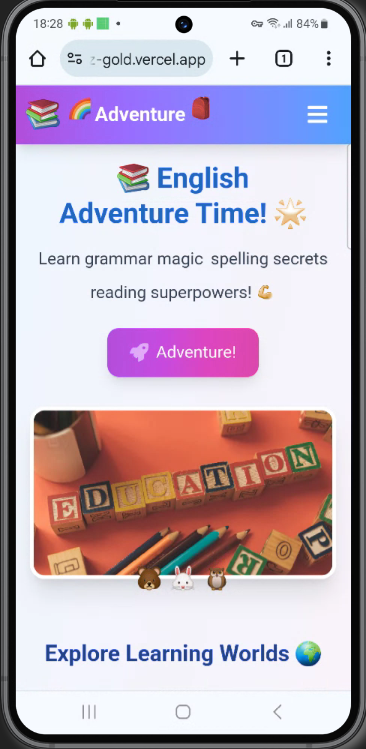 18:28 84%
z-gold.vercel.app 1
Adventure
English
Adventure Time!
Learn grammar magic spelling secrets
reading superpowers!
Adventure!
EDUCATION
Explore Learning Worlds